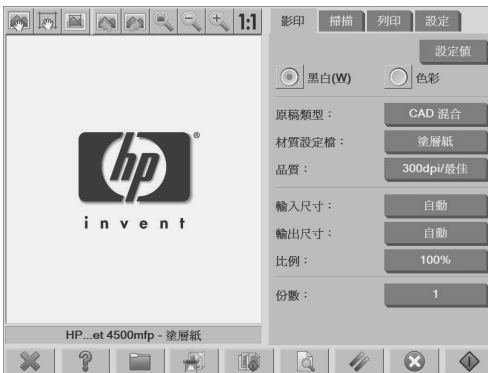 1:1
影印 掃描 列印 設定
設定值
黑白(W) 色彩
原稿類型： CAD 混合
材質設定檔： 塗層紙
品質： 300dpi/最佳
輸入尺寸： 自動
輸出尺寸： 自動
比例： 100%
份數： 1
hp®
invent
HP...et 4500mfp - 塗層紙
?